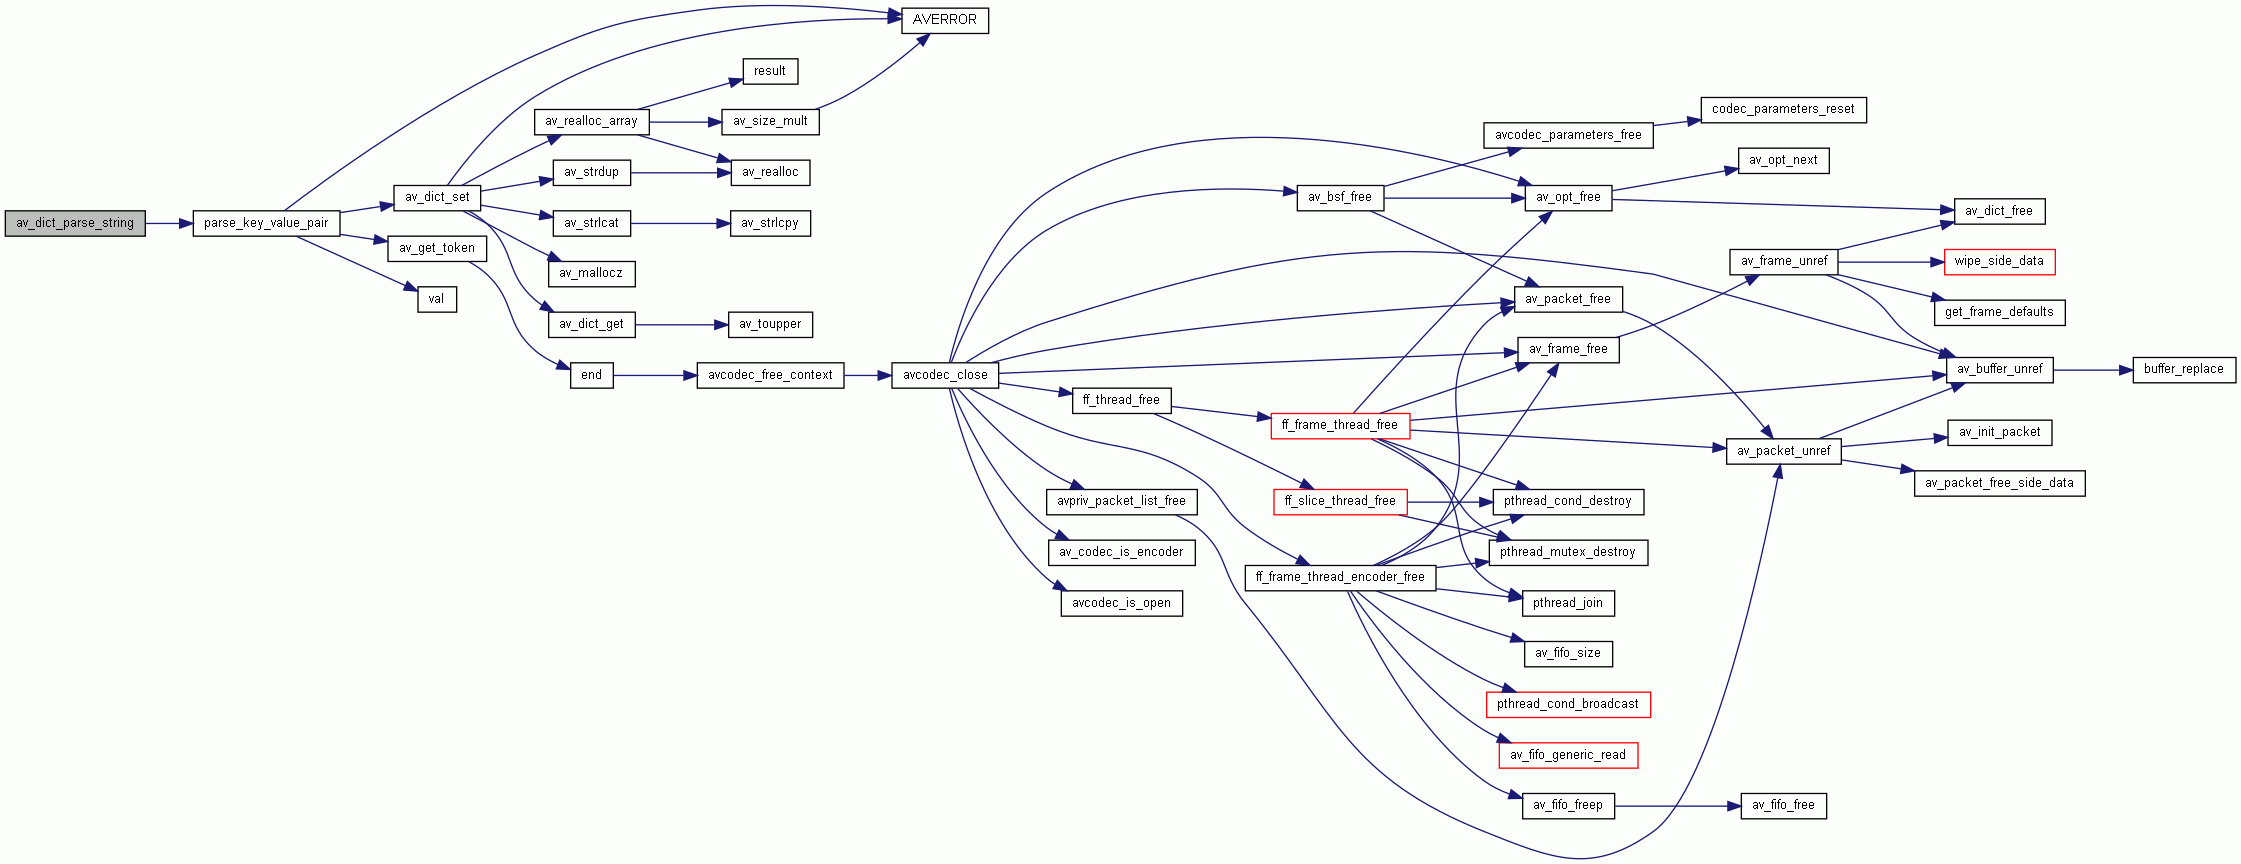 AVERROR
result
av_realloc_array
av_size_mult
av_strdup
av_realloc
av_dict_parse_string
parse_key_value_pair
av_dict_set
av_strlcat
av_strlcpy
av_get_token
av_mallocz
val
av_dict_get
av_toupper
end
avcodec_free_context
avcodec_close
codec_parameters_reset
avcodec_parameters_free
av_opt_next
av_bsf_free
av_opt_free
av_dict_free
av_frame_unref
wipe_side_data
av_packet_free
get_frame_defaults
av_frame_free
av_buffer_unref
buffer_replace
ff_thread_free
ff_frame_thread_free
av_init_packet
av_packet_unref
av_packet_free_side_data
avpriv_packet_list_free
ff_slice_thread_free
pthread_cond_destroy
av_codec_is_encoder
pthread_mutex_destroy
ff_frame_thread_encoder_free
avcodec_is_open
pthread_join
av_fifo_size
pthread_cond_broadcast
av_fifo_generic_read
av_fifo_freep
av_fifo_free